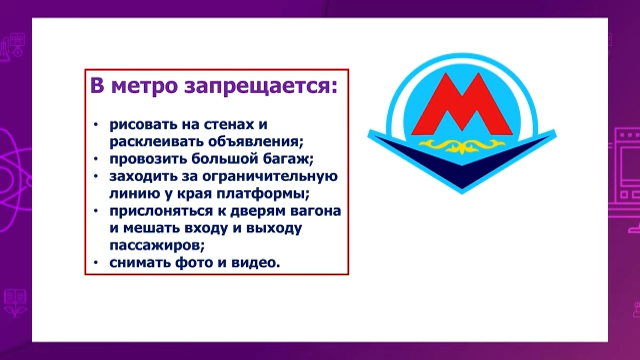 В метро запрещается:
• рисовать на стенах и
расклеивать объявления;
• провозить большой багаж;
• заходить за ограничительную
линию у края платформы;
• прислоняться к дверям вагона
и мешать входу и выходу
пассажиров;
• снимать фото и видео.
М